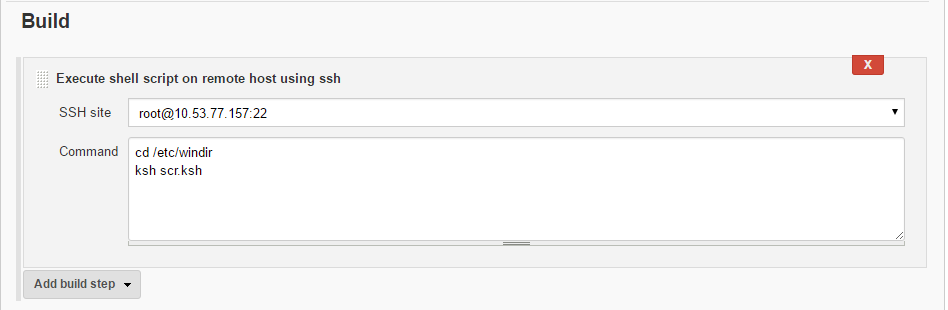 Build
X
Execute shell script on remote host using ssh
SSH site
root@10.53.77.157:22
Command
cd /etc/windir
ksh scr.ksh
Add build step